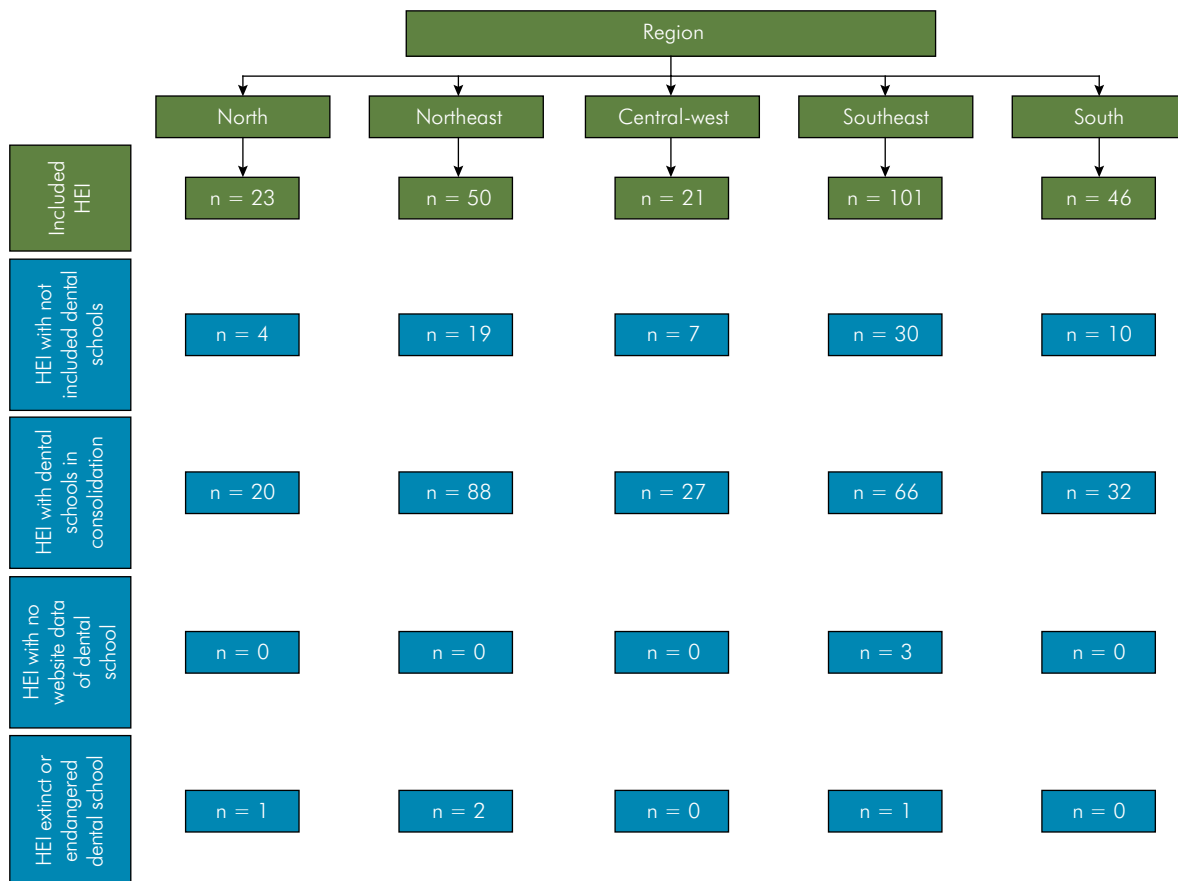 Region
North
Northeast
Central-west
Southeast
South
Included
HEI
n = 23
n = 50
n = 21
n = 101
n = 46
HEI with not
included dental
schools
n = 4
n = 19
n = 7
n = 30
n = 10
HEI with dental
schools in
consolidation
n = 20
n = 88
n = 27
n = 66
n = 32
HEI with no
website data
of dental
school
n = 0
n = 0
n = 0
n = 3
n = 0
HEI extinct or
endangered
dental school
n = 1
n = 2
n = 0
n = 1
n = 0